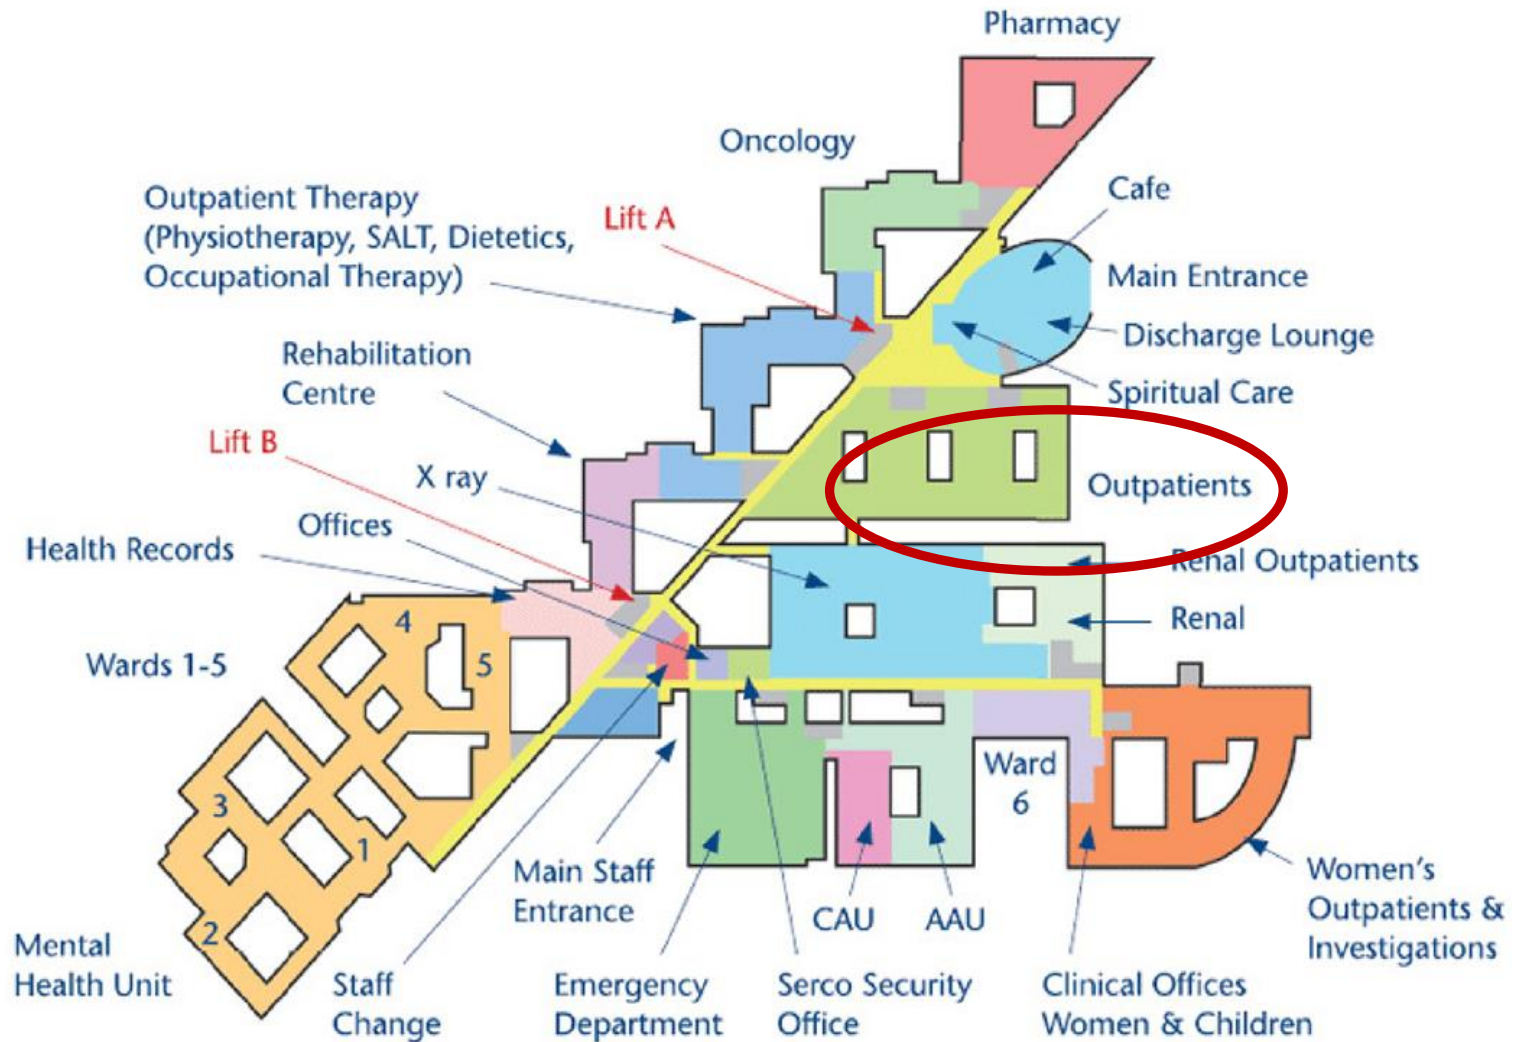 Pharmacy
Oncology
Outpatient Therapy
(Physiotherapy, SALT, Dietetics,
Occupational Therapy)
Lift A
Cafe
Main Entrance
Discharge Lounge
Spiritual Care
Rehabilitation
Centre
Lift B
X ray
Outpatients
Offices
Health Records
Renal Outpatients
Renal
4
5
Wards 1-5
3
1
2
Ward
6
Main Staff
Entrance
CAU
AAU
Women's
Outpatients &
Investigations
Mental
Health Unit
Staff
Change
Emergency
Department
Serco Security
Office
Clinical Offices
Women & Children